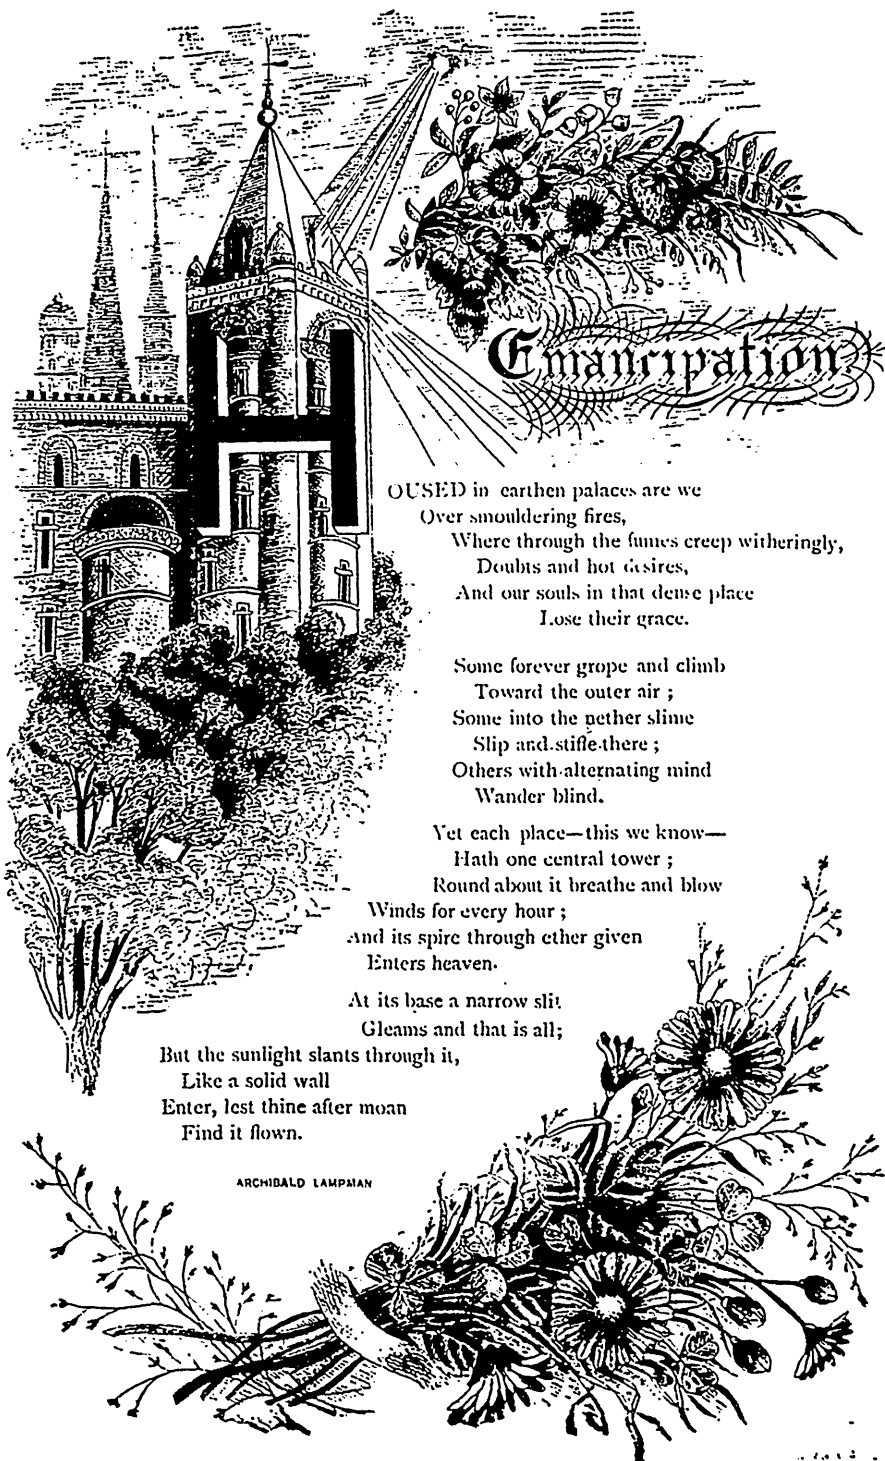 Emancipation
HOUSED in earthen palaces are we
Over smouldering fires,
Where through the fumes creep witheringly,
Doubts and hot desires,
And our souls in that dense place
Lose their grace.
Some forever grope and climb
Toward the outer air ;
Some into the nether slime
Slip and stifle there ;
Others with alternating mind
Wander blind.
Yet each place—this we know—
Hath one central tower ;
Round about it breathe and blow
Winds for every hour ;
And its spire through ether given
Enters heaven.
At its base a narrow slit
Gleams and that is all;
But the sunlight slants through it,
Like a solid wall
Enter, lest thine after moan
Find it flown.
ARCHIBALD LAMPMAN